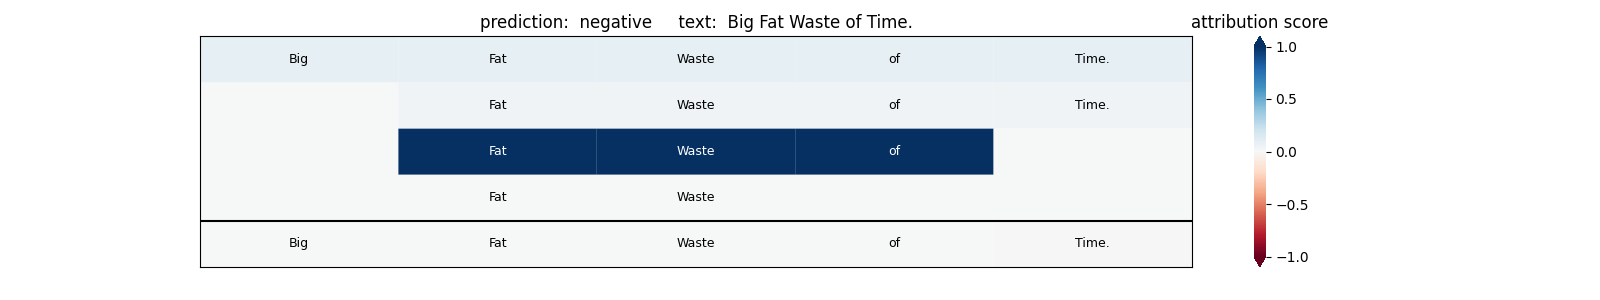 prediction:  negative     text:  Big Fat Waste of Time.
attribution score
Big Fat Waste of Time.
Fat Waste of Time.
Fat Waste of
Fat Waste
Big Fat Waste of Time.
1.0
0.5
0.0
−0.5
−1.0